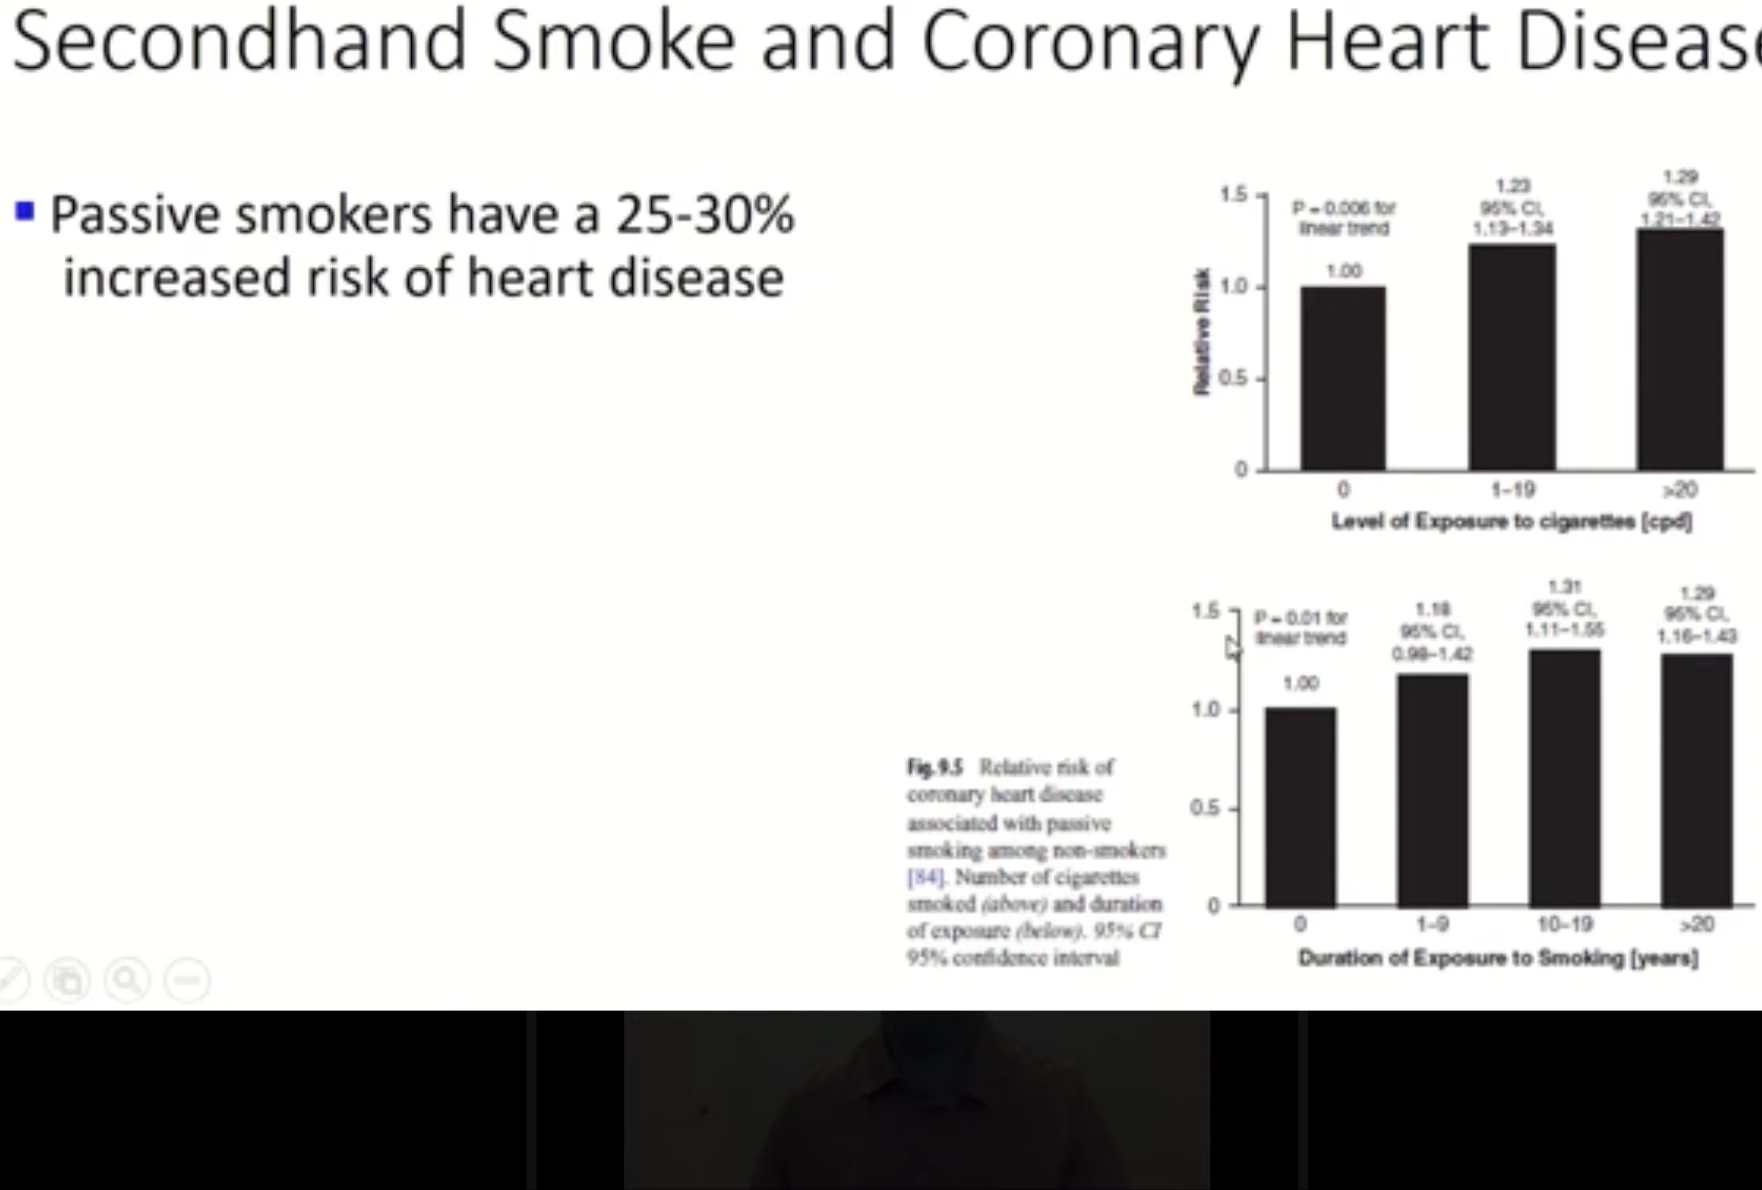 Secondhand Smoke and Coronary Heart Disease
Passive smokers have a 25-30%
increased risk of heart disease
1.5
1.0
0.5
0
Relative Risk
P = 0.006 for
linear trend
1.00
1.23
95% CI,
1.13–1.34
1.29
95% CI,
1.21–1.42
0
1–19
>20
Level of Exposure to cigarettes [cpd]
1.5
1.0
0.5
0
P = 0.01 for
linear trend
1.00
1.18
95% CI,
0.98–1.42
1.31
95% CI,
1.11–1.55
1.29
95% CI,
1.16–1.43
0
1–9
10–19
>20
Duration of Exposure to Smoking [years]
Fig. 9.5 Relative risk of
coronary heart disease
associated with passive
smoking among non-smokers
[84]. Number of cigarettes
smoked (above) and duration
of exposure (below). 95% CI
95% confidence interval